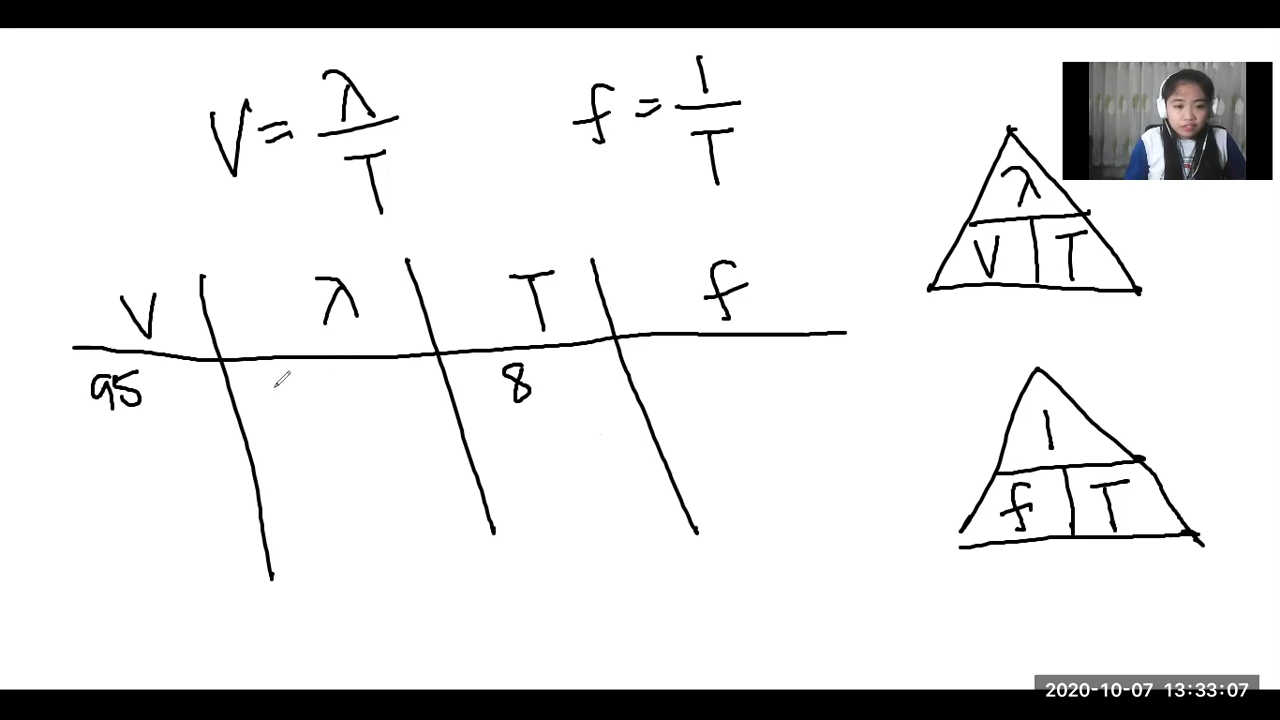 V = λ/T
f = 1/T
V λ T f
95 8
λ
V T
1
f T
2020-10-07 13:33:07